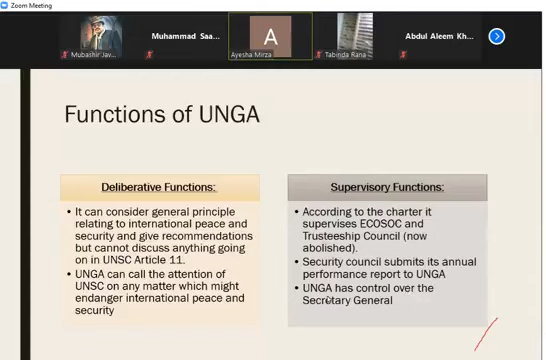 Zoom Meeting
Muhammad Saa...
A
Abdul Aleem Kh...
Mubashir Jav...
Ayesha Mirza
Tabinda Rana
Functions of UNGA
Deliberative Functions:
• It can consider general principle
relating to international peace and
security and give recommendations
but cannot discuss anything going
on in UNSC Article 11.
• UNGA can call the attention of
UNSC on any matter which might
endanger international peace and
security
Supervisory Functions:
• According to the charter it
supervises ECOSOC and
Trusteeship Council (now
abolished).
• Security council submits its annual
performance report to UNGA
• UNGA has control over the
Secretary General